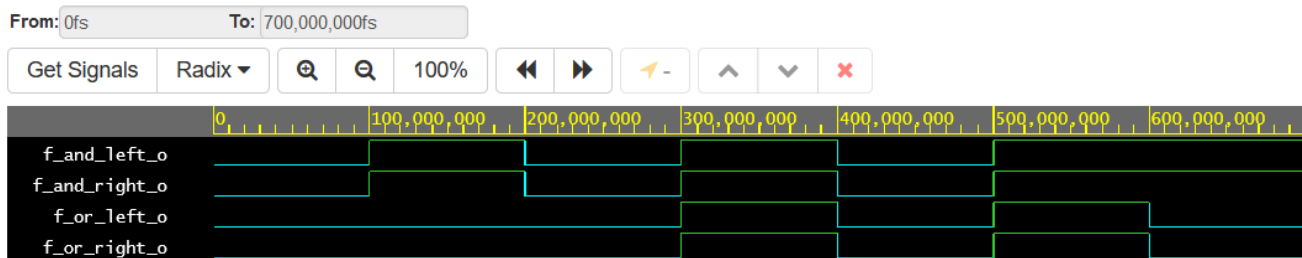 From: 0fs To: 700,000,000fs
Get Signals Radix 100% -
0 100,000,000 200,000,000 300,000,000 400,000,000 500,000,000 600,000,000
f_and_left_o
f_and_right_o
f_or_left_o
f_or_right_o